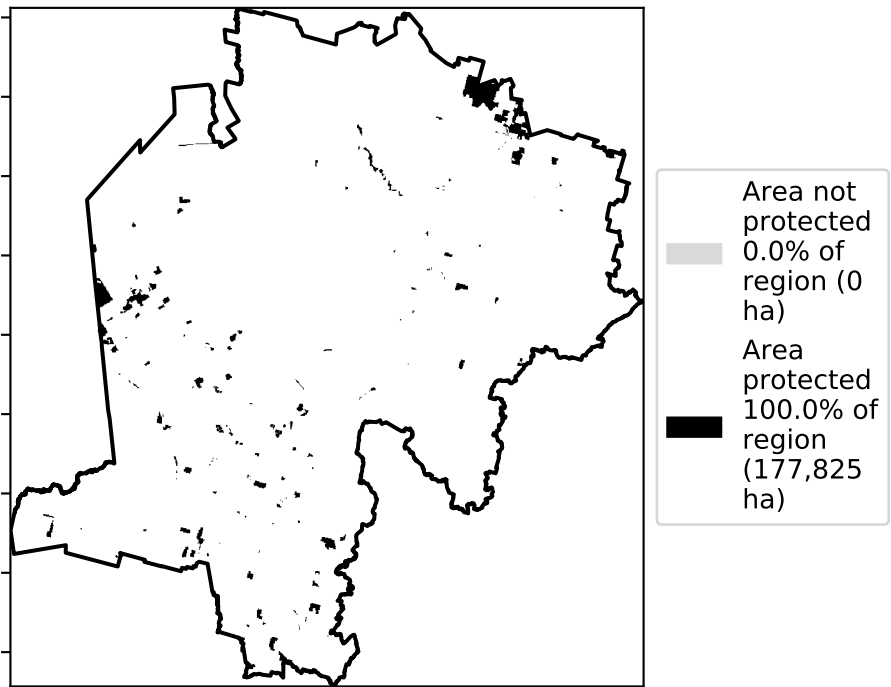 Area not
protected
0.0% of
region (0
ha)
Area
protected
100.0% of
region
(177,825
ha)